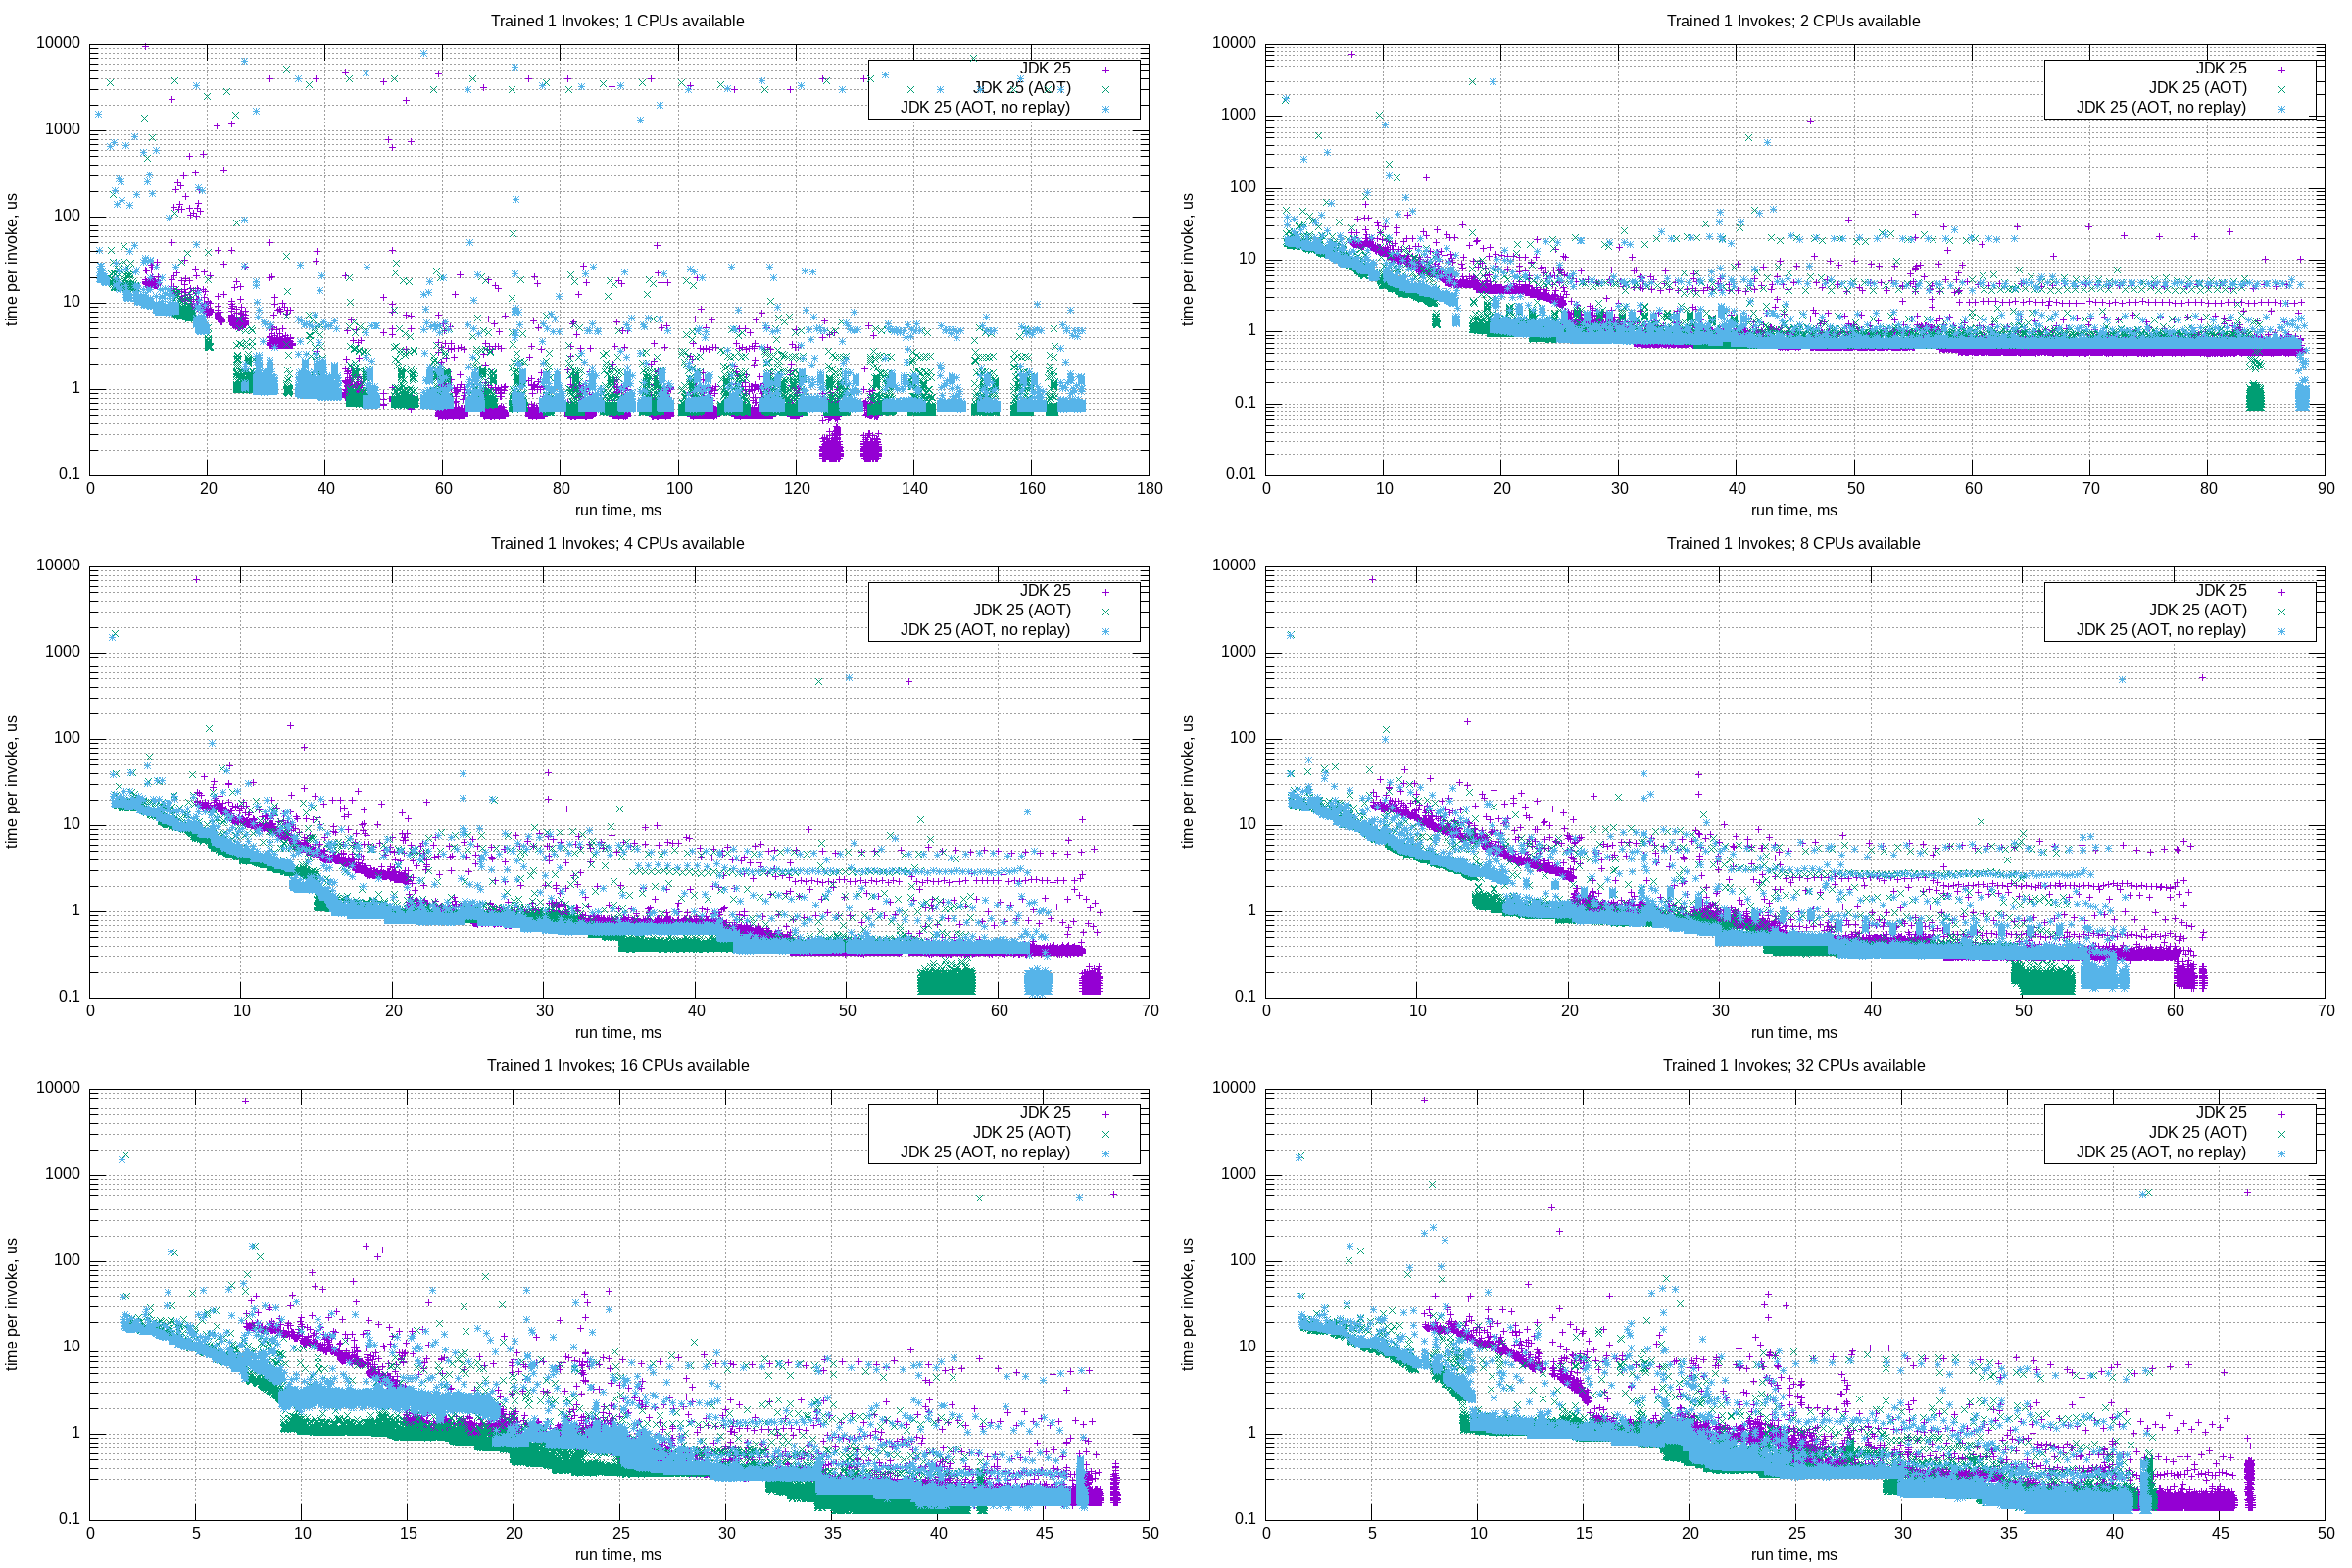 Trained 1 Invokes; 1 CPUs available
time per invoke, us
10000
1000
100
10
1
0.1
JDK 25
JDK 25 (AOT)
JDK 25 (AOT, no replay)
0 20 40 60 80 100 120 140 160 180
run time, ms
Trained 1 Invokes; 2 CPUs available
time per invoke, us
10000
1000
100
10
1
0.1
0.01
JDK 25
JDK 25 (AOT)
JDK 25 (AOT, no replay)
0 10 20 30 40 50 60 70 80 90
run time, ms
Trained 1 Invokes; 4 CPUs available
time per invoke, us
10000
1000
100
10
1
0.1
JDK 25
JDK 25 (AOT)
JDK 25 (AOT, no replay)
0 10 20 30 40 50 60 70
run time, ms
Trained 1 Invokes; 8 CPUs available
time per invoke, us
10000
1000
100
10
1
0.1
JDK 25
JDK 25 (AOT)
JDK 25 (AOT, no replay)
0 10 20 30 40 50 60 70
run time, ms
Trained 1 Invokes; 16 CPUs available
time per invoke, us
10000
1000
100
10
1
0.1
JDK 25
JDK 25 (AOT)
JDK 25 (AOT, no replay)
0 5 10 15 20 25 30 35 40 45 50
run time, ms
Trained 1 Invokes; 32 CPUs available
time per invoke, us
10000
1000
100
10
1
0.1
JDK 25
JDK 25 (AOT)
JDK 25 (AOT, no replay)
0 5 10 15 20 25 30 35 40 45 50
run time, ms